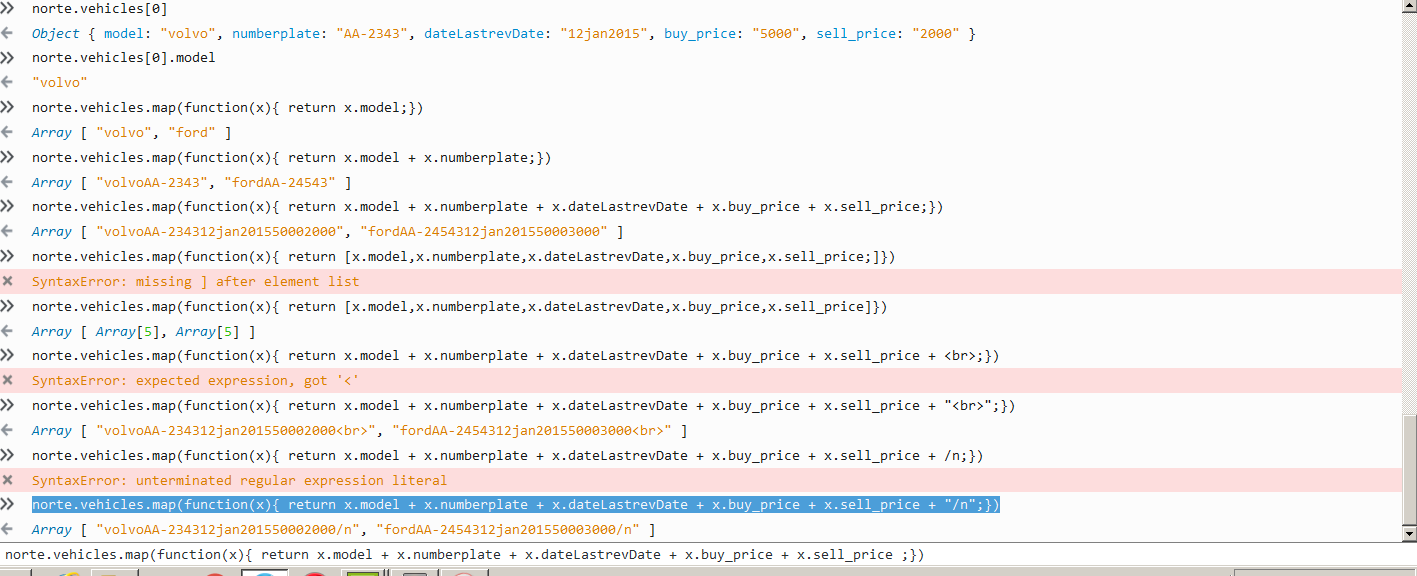 norte.vehicles[0]
Object { model: "volvo", numberplate: "AA-2343", dateLastrevDate: "12jan2015", buy_price: "5000", sell_price: "2000" }
norte.vehicles[0].model
"volvo"
norte.vehicles.map(function(x){ return x.model;})
Array [ "volvo", "ford" ]
norte.vehicles.map(function(x){ return x.model + x.numberplate;})
Array [ "volvoAA-2343", "fordAA-24543" ]
norte.vehicles.map(function(x){ return x.model + x.numberplate + x.dateLastrevDate + x.buy_price + x.sell_price;})
Array [ "volvoAA-234312jan201550002000", "fordAA-2454312jan201550003000" ]
norte.vehicles.map(function(x){ return [x.model,x.numberplate,x.dateLastrevDate,x.buy_price,x.sell_price;]})
SyntaxError: missing ] after element list
norte.vehicles.map(function(x){ return [x.model,x.numberplate,x.dateLastrevDate,x.buy_price,x.sell_price]})
Array [ Array[5], Array[5] ]
norte.vehicles.map(function(x){ return x.model + x.numberplate + x.dateLastrevDate + x.buy_price + x.sell_price + <br>;})
SyntaxError: expected expression, got '<'
norte.vehicles.map(function(x){ return x.model + x.numberplate + x.dateLastrevDate + x.buy_price + x.sell_price + "<br>";})
Array [ "volvoAA-234312jan201550002000<br>", "fordAA-2454312jan201550003000<br>" ]
norte.vehicles.map(function(x){ return x.model + x.numberplate + x.dateLastrevDate + x.buy_price + x.sell_price + /n;})
SyntaxError: unterminated regular expression literal
norte.vehicles.map(function(x){ return x.model + x.numberplate + x.dateLastrevDate + x.buy_price + x.sell_price + "/n";})
Array [ "volvoAA-234312jan201550002000/n", "fordAA-2454312jan201550003000/n" ]
norte.vehicles.map(function(x){ return x.model + x.numberplate + x.dateLastrevDate + x.buy_price + x.sell_price ;})